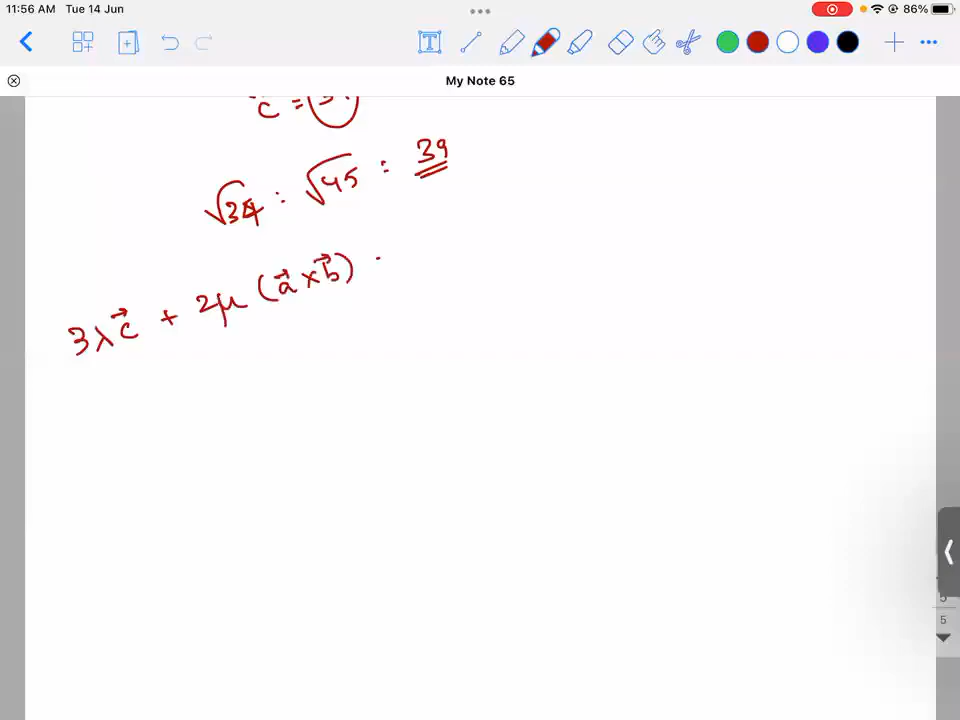 11:56 AM Tue 14 Jun
86%
My Note 65
c⃗ =
√34 : √45 : 39
3λc⃗ + 2μ (a⃗ × b⃗)
5
5